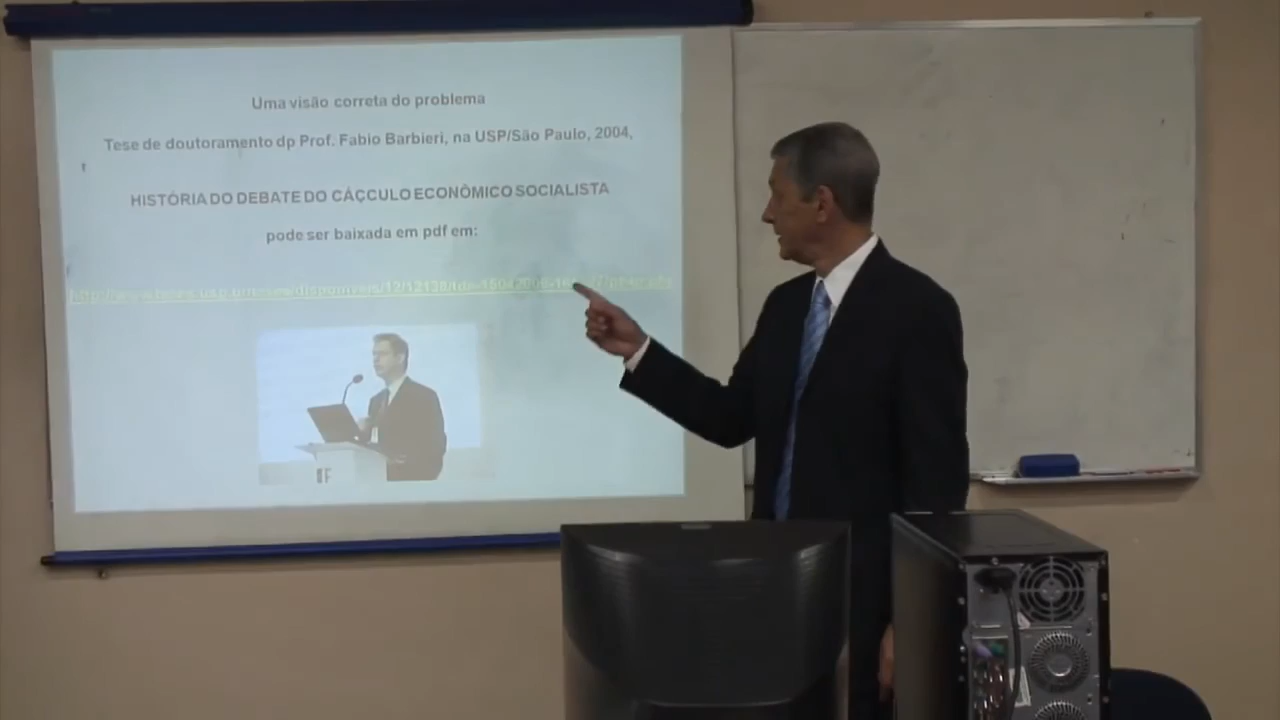 Uma visão correta do problema
Tese de doutoramento dp Prof. Fabio Barbieri, na USP/São Paulo, 2004,
HISTÓRIA DO DEBATE DO CÁÇCULO ECONÔMICO SOCIALISTA
pode ser baixada em pdf em: